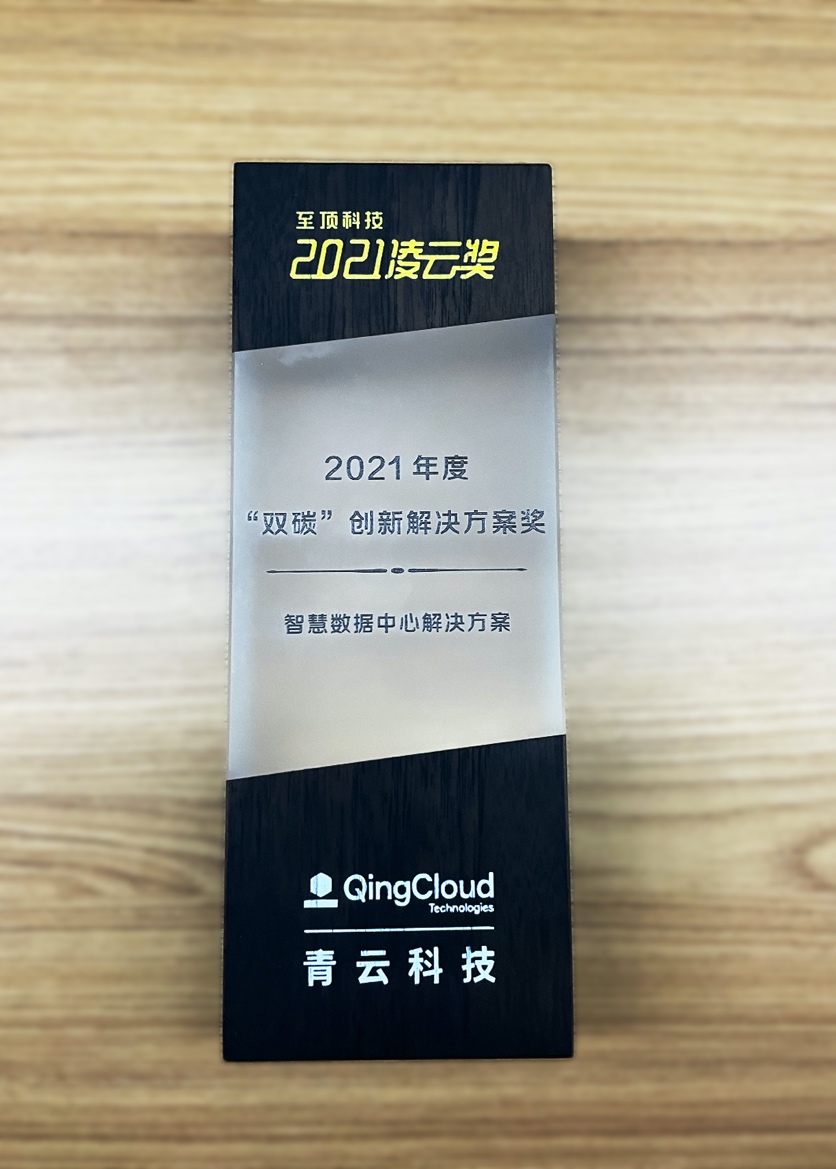 至顶科技
2021凌云奖
2021年度
“双碳”创新解决方案奖
智慧数据中心解决方案
QingCloud
Technologies
青云科技